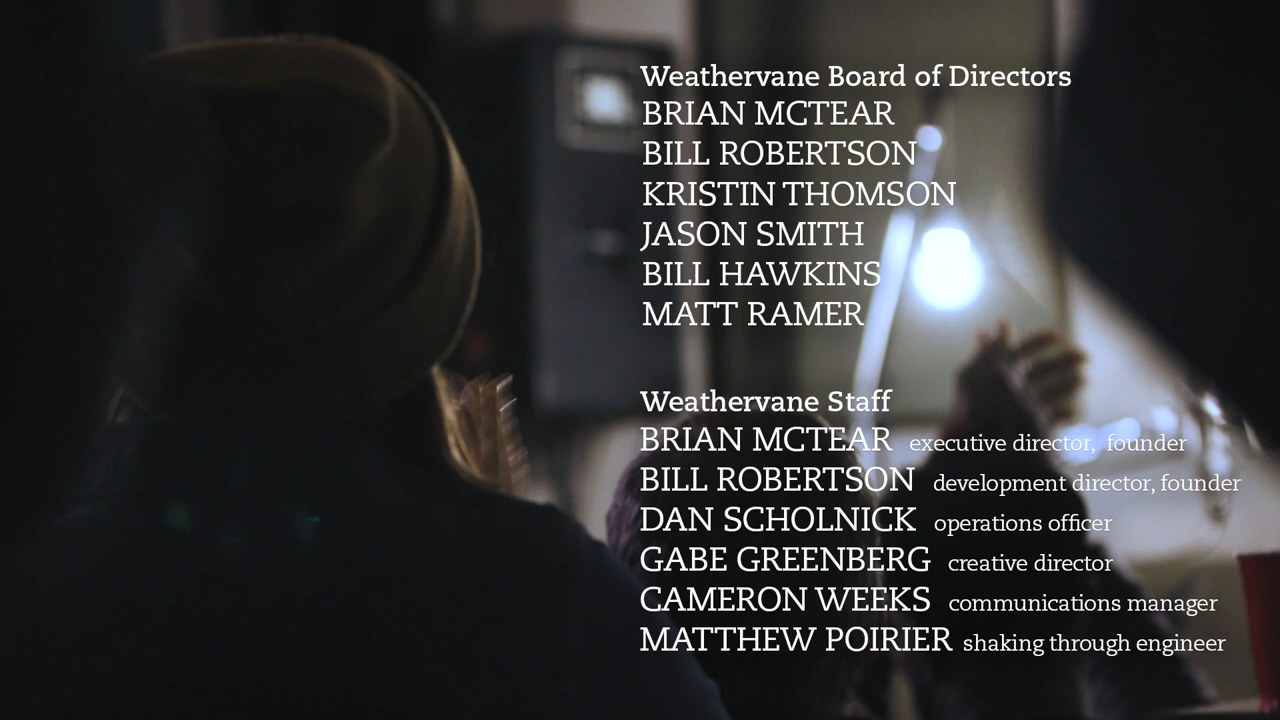 Weathervane Board of Directors
BRIAN MCTEAR
BILL ROBERTSON
KRISTIN THOMSON
JASON SMITH
BILL HAWKINS
MATT RAMER
Weathervane Staff
BRIAN MCTEAR executive director, founder
BILL ROBERTSON development director, founder
DAN SCHOLNICK operations officer
GABE GREENBERG creative director
CAMERON WEEKS communications manager
MATTHEW POIRIER shaking through engineer